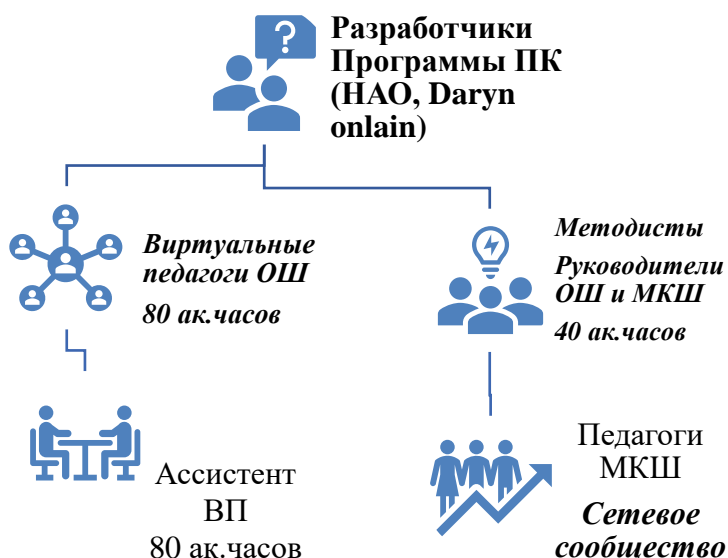 ?
Разработчики
Программы ПК
(НАО, Daryn
onlain)
Виртуальные
педагоги ОШ
80 ак.часов
Методисты
Руководители
ОШ и МКШ
40 ак.часов
Ассистент
ВП
80 ак.часов
Педагоги
МКШ
Сетевое
сообщество